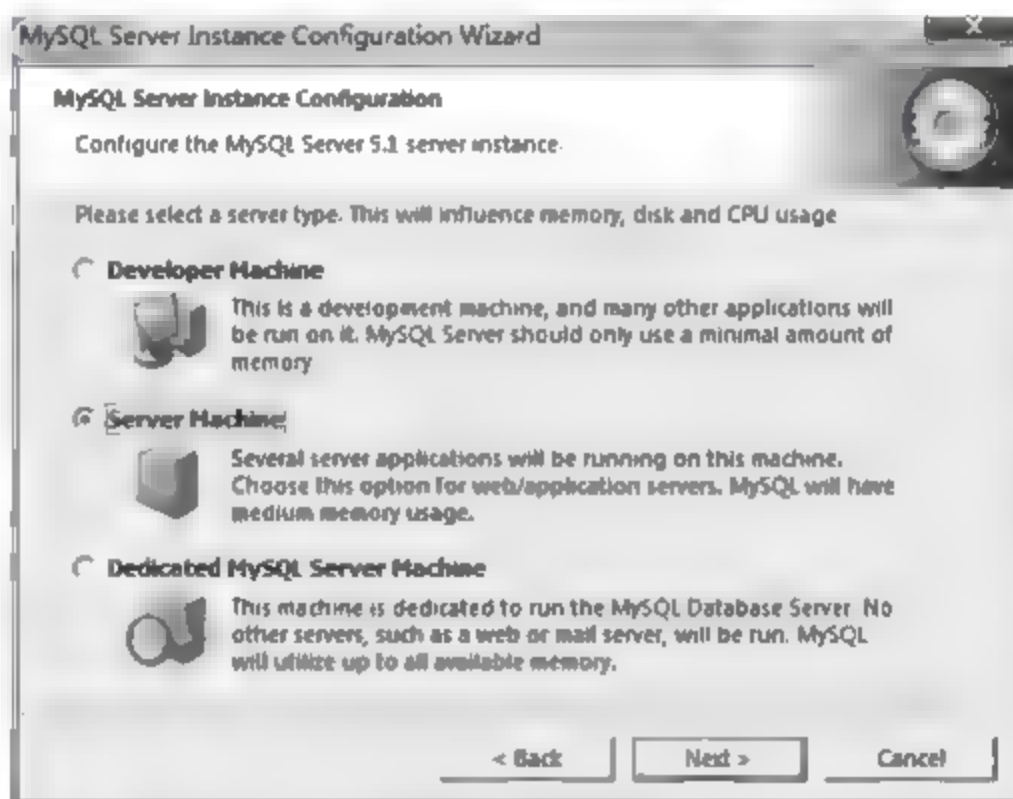 MySQL Server Instance Configuration Wizard
MySQL Server Instance Configuration
Configure the MySQL Server 5.1 server instance.
Please select a server type. This will influence memory, disk and CPU usage
Developer Machine
This is a development machine, and many other applications will
be run on it. MySQL Server should only use a minimal amount of
memory
Server Machine
Several server applications will be running on this machine.
Choose this option for web/application servers. MySQL will have
medium memory usage.
Dedicated MySQL Server Machine
This machine is dedicated to run the MySQL Database Server. No
other servers, such as a web or mail server, will be run. MySQL
will utilize up to all available memory.
< Back
Next >
Cancel